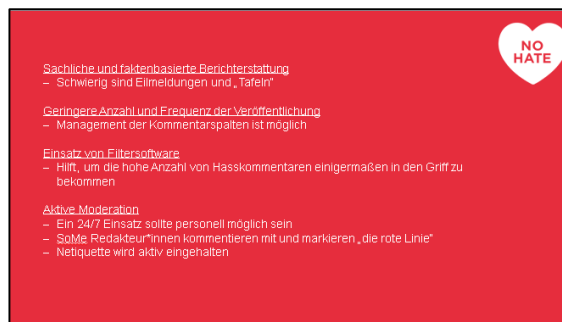 NO
HATE
Sachliche und faktenbasierte Berichterstattung
– Schwierig sind Eilmeldungen und „Tafeln"
Geringere Anzahl und Frequenz der Veröffentlichung
– Management der Kommentarspalten ist möglich
Einsatz von Filtersoftware
– Hilft, um die hohe Anzahl von Hasskommentaren einigermaßen in den Griff zu
bekommen
Aktive Moderation
– Ein 24/7 Einsatz sollte personell möglich sein
– SoMe Redakteur*innen kommentieren mit und markieren „die rote Linie"
– Netiquette wird aktiv eingehalten